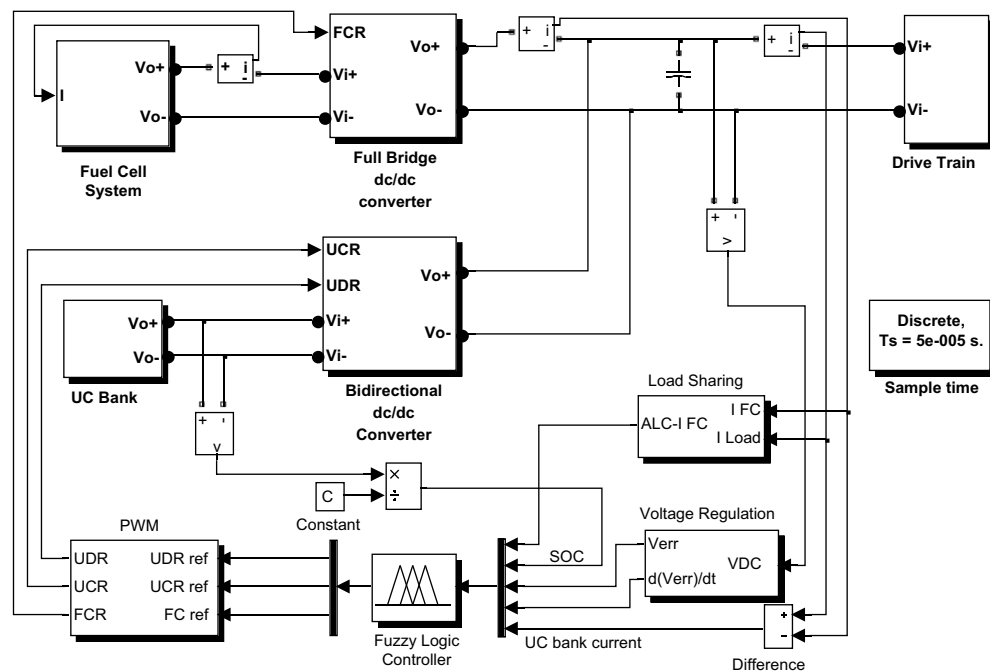 FCR
Vo+
Vi+
Vo-
Vi-
Full Bridge
dc/dc
converter
+ i
-
I
Vo+
Vo-
Fuel Cell
System
+ i
-
+ i
-
Vi+
Vi-
Drive Train
+ -
v
UCR
UDR
Vo+
Vi+
Vo-
Vi-
Bidirectional
dc/dc
Converter
Vo+
Vo-
UC Bank
+ -
v
Discrete,
Ts = 5e-005 s.
Sample time
Load Sharing
I FC
ALC-I FC
I Load
×
÷
C
Constant
PWM
UDR UDR ref
UCR UCR ref
FCR FC ref
Fuzzy Logic
Controller
SOC
UC bank current
Voltage Regulation
Verr
VDC
d(Verr)/dt
+
-
Difference